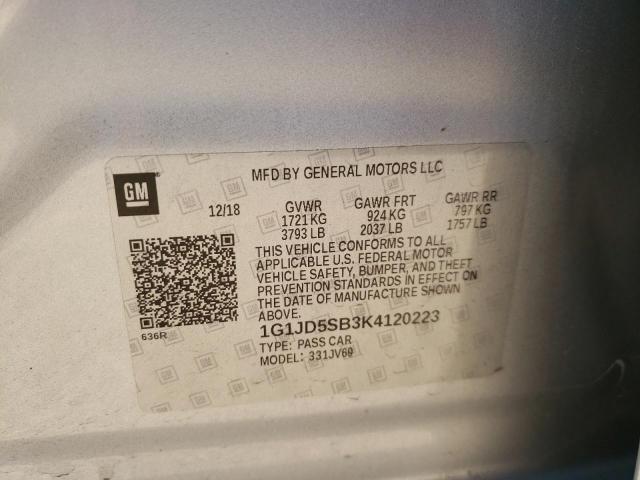 MFD BY GENERAL MOTORS LLC
GM
12/18
GVWR GAWR FRT GAWR RR
1721 KG 924 KG 797 KG
3793 LB 2037 LB 1757 LB
THIS VEHICLE CONFORMS TO ALL
APPLICABLE U.S. FEDERAL MOTOR
VEHICLE SAFETY, BUMPER, AND THEFT
PREVENTION STANDARDS IN EFFECT ON
THE DATE OF MANUFACTURE SHOWN
ABOVE.
636R
1G1JD5SB3K4120223
TYPE: PASS CAR
MODEL: 331JV69